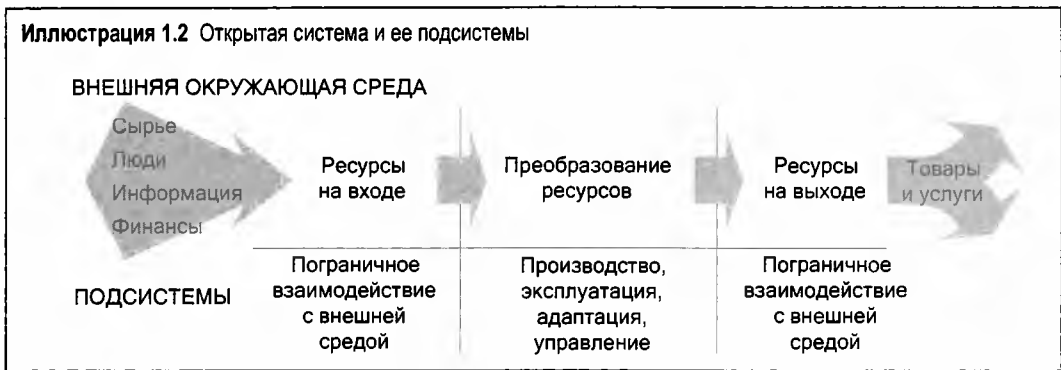 Иллюстрация 1.2 Открытая система и ее подсистемы
ВНЕШНЯЯ ОКРУЖАЮЩАЯ СРЕДА
Сырье
Люди
Информация
Финансы
Ресурсы
на входе
Преобразование
ресурсов
Ресурсы
на выходе
Товары
и услуги
ПОДСИСТЕМЫ
Пограничное
взаимодействие
с внешней
средой
Производство,
эксплуатация,
адаптация,
управление
Пограничное
взаимодействие
с внешней
средой